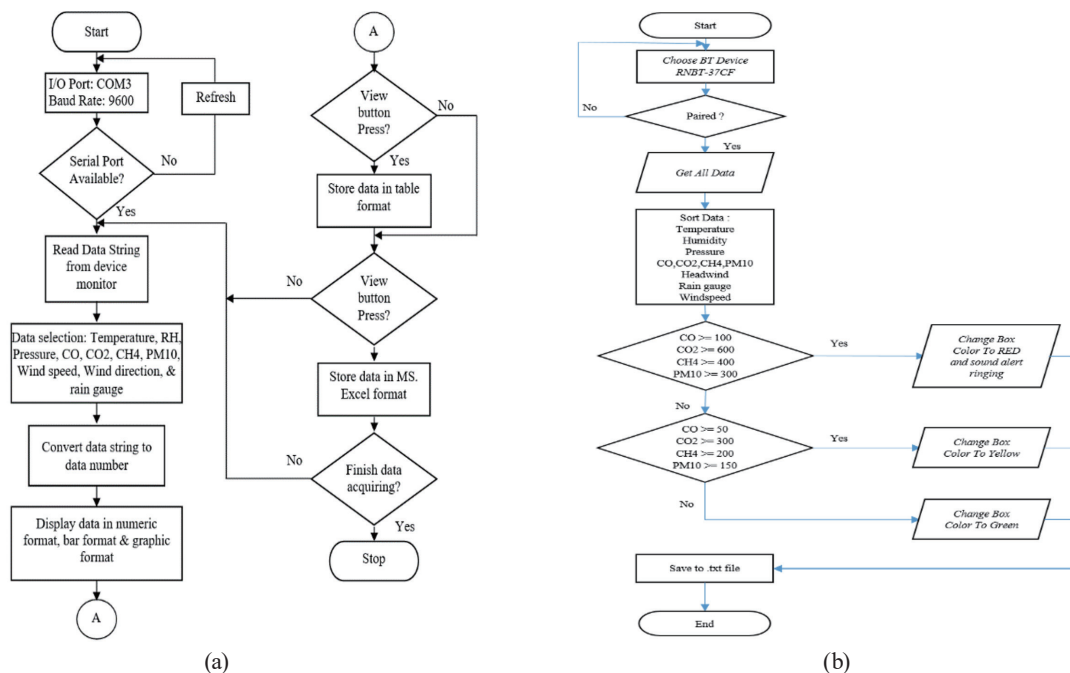 Start
I/O Port: COM3
Baud Rate: 9600
Refresh
Serial Port
Available?
No
Yes
Read Data String
from device
monitor
Data selection: Temperature, RH,
Pressure, CO, CO2, CH4, PM10,
Wind speed, Wind direction, &
rain gauge
Convert data string to
data number
Display data in numeric
format, bar format & graphic
format
A
A
View
button
Press?
No
Yes
Store data in table
format
View
button
Press?
No
Store data in MS.
Excel format
Finish data
acquiring?
No
Yes
Stop
(a)
Start
Choose BT Device
RNBT-37CF
No
Paired ?
Yes
Get All Data
Sort Data :
Temperature
Humidity
Pressure
CO,CO2,CH4,PM10
Headwind
Rain gauge
Windspeed
CO >= 100
CO2 >= 600
CH4 >= 400
PM10 >= 300
Yes
Change Box
Color To RED
and sound alert
ringing
No
CO >= 50
CO2 >= 300
CH4 >= 200
PM10 >= 150
Yes
Change Box
Color To Yellow
No
Change Box
Color To Green
Save to .txt file
End
(b)